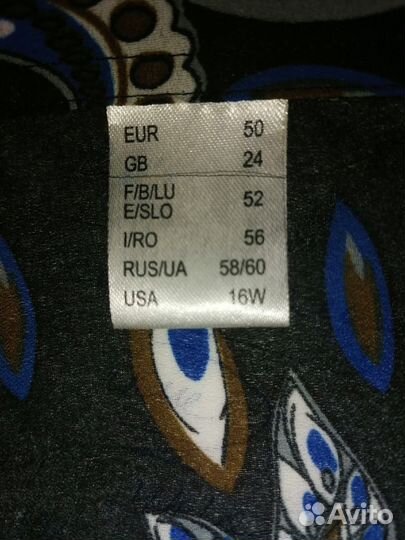 EUR 50
GB 24
F/B/LU
E/SLO 52
I/RO 56
RUS/UA 58/60
USA 16W
Avito